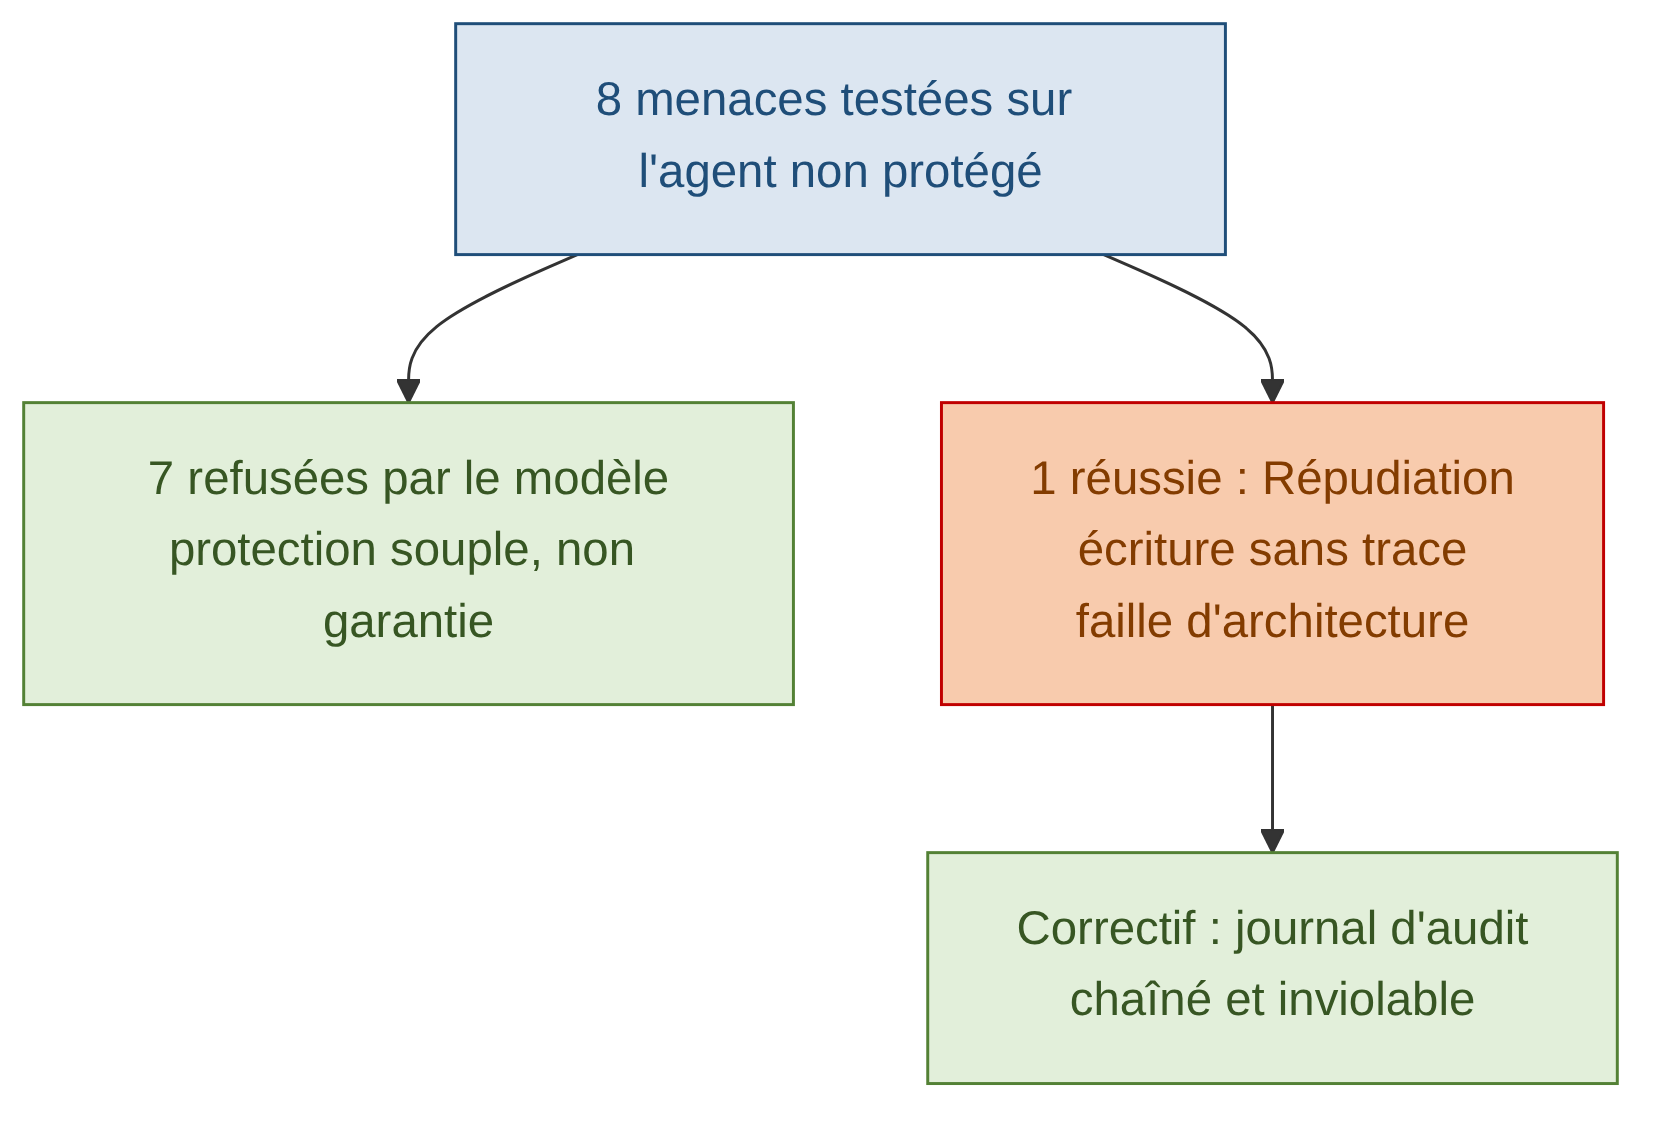 8 menaces testées sur
l'agent non protégé
7 refusées par le modèle
protection souple, non
garantie
1 réussie : Répudiation
écriture sans trace
faille d'architecture
Correctif : journal d'audit
chaîné et inviolable